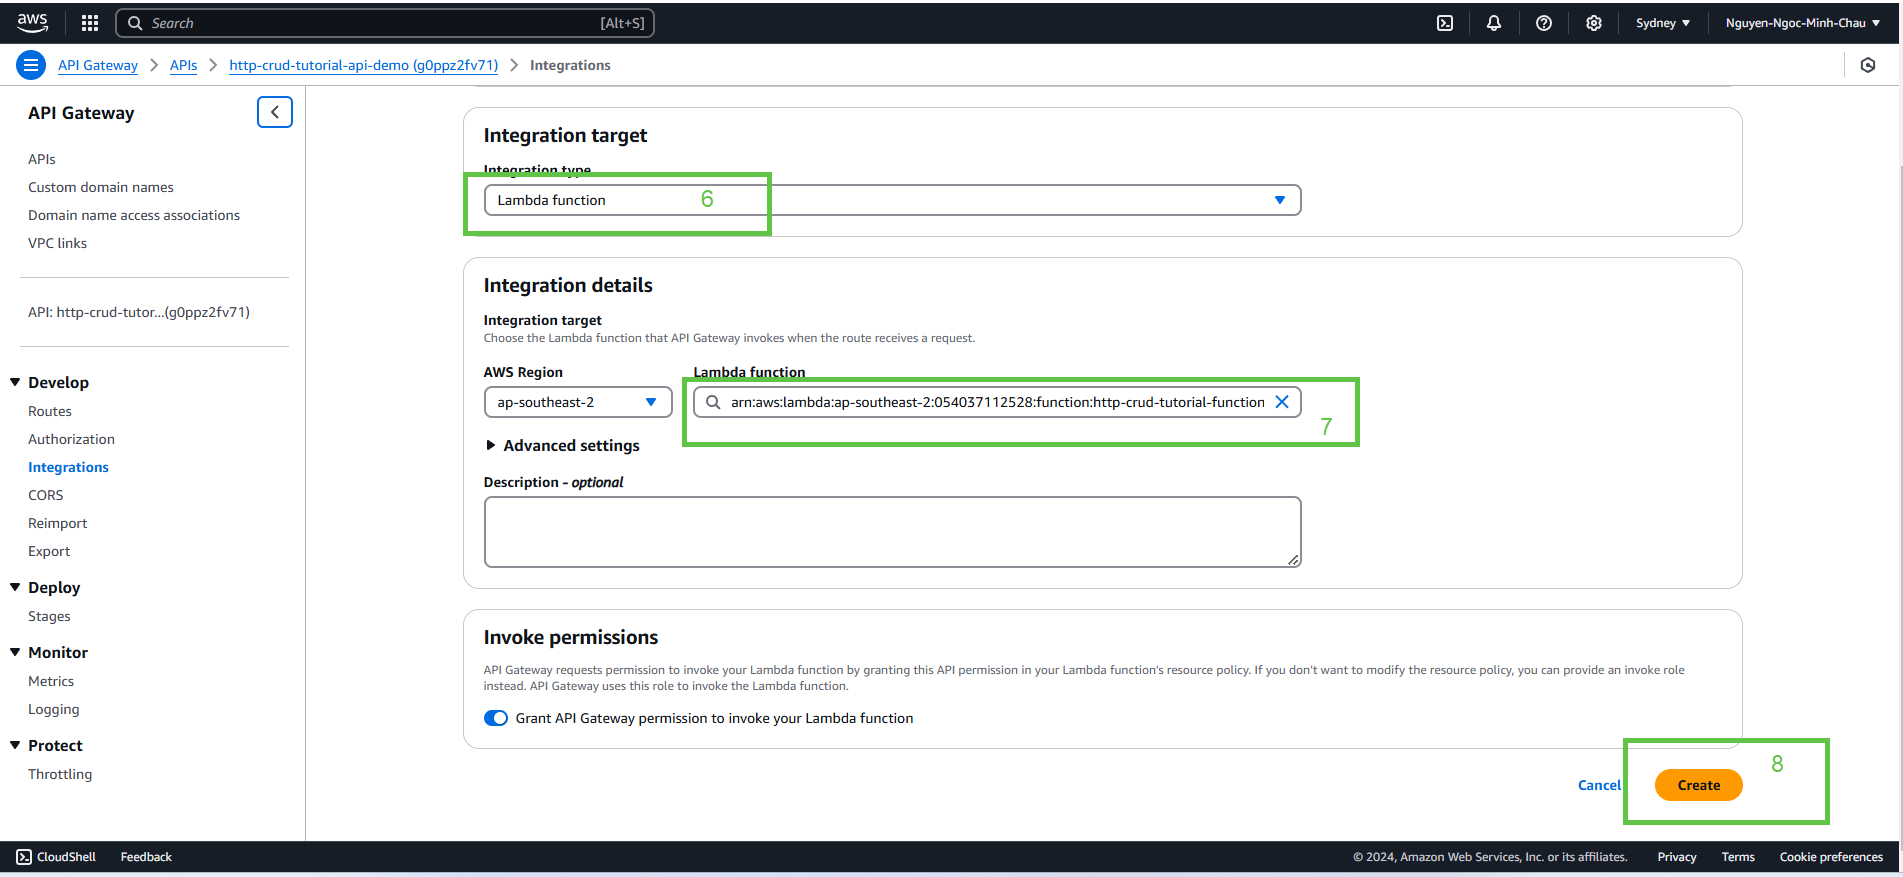 aws
Search [Alt+S]
Sydney ▼
Nguyen-Ngoc-Minh-Chau ▼
API Gateway > APIs > http-crud-tutorial-api-demo (g0ppz2fv71) > Integrations
API Gateway
APIs
Custom domain names
Domain name access associations
VPC links
API: http-crud-tutor...(g0ppz2fv71)
Develop
Routes
Authorization
Integrations
CORS
Reimport
Export
Deploy
Stages
Monitor
Metrics
Logging
Protect
Throttling
Integration target
Integration type
Lambda function
6
Integration details
Integration target
Choose the Lambda function that API Gateway invokes when the route receives a request.
AWS Region
Lambda function
ap-southeast-2
arn:aws:lambda:ap-southeast-2:054037112528:function:http-crud-tutorial-function
7
Advanced settings
Description - optional
Invoke permissions
API Gateway requests permission to invoke your Lambda function by granting this API permission in your Lambda function's resource policy. If you don't want to modify the resource policy, you can provide an invoke role
instead. API Gateway uses this role to invoke the Lambda function.
Grant API Gateway permission to invoke your Lambda function
8
Cancel
Create
CloudShell
Feedback
© 2024, Amazon Web Services, Inc. or its affiliates.
Privacy
Terms
Cookie preferences